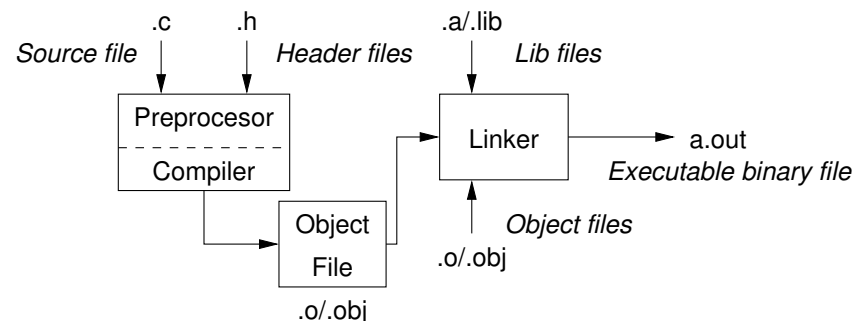 .c
.h
.a/.lib
Source file
Header files
Lib files
Preprocesor
Compiler
Linker
a.out
Executable binary file
Object
File
.o/.obj
Object files
.o/.obj